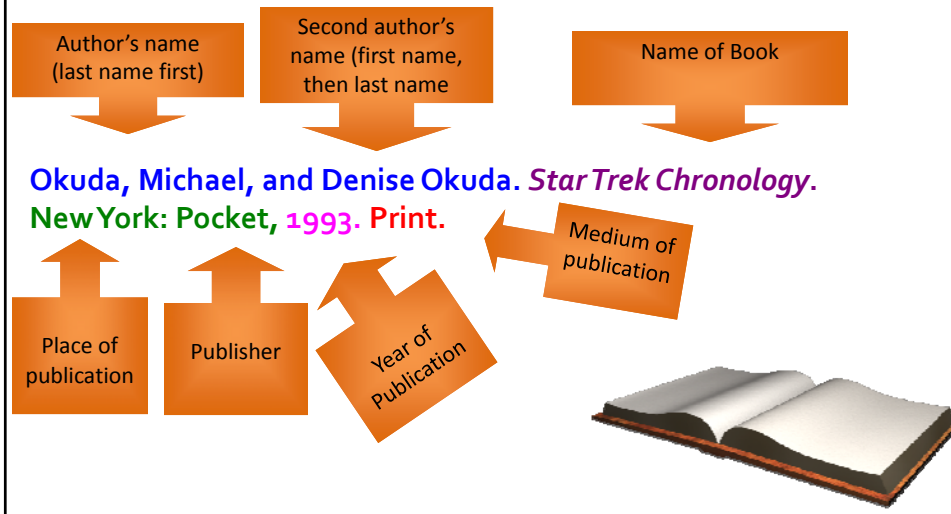 Author’s name
(last name first)
Second author’s
name (first name,
then last name
Name of Book
Okuda, Michael, and Denise Okuda. Star Trek Chronology.
New York: Pocket, 1993. Print.
Medium of
publication
Place of
publication
Publisher
Year of
Publication